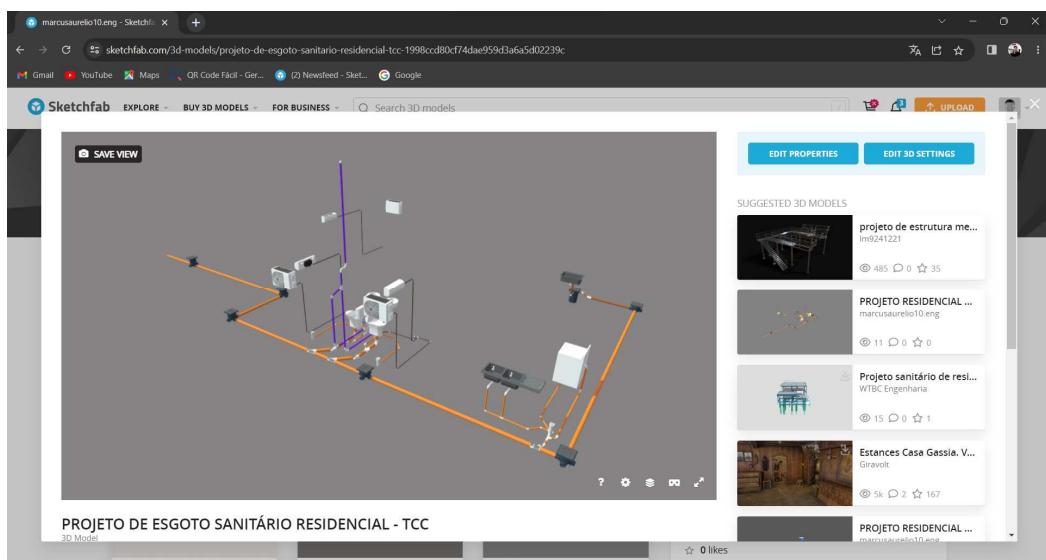 marcusaurelio10.eng - Sketchfa
sketchfab.com/3d-models/projeto-de-esgoto-sanitario-residencial-tcc-1998ccd80cf74dae959d3a6a5d02239c
Gmail YouTube Maps QR Code Fácil - Ger... (2) Newsfeed - Sket... Google
Sketchfab EXPLORE BUY 3D MODELS FOR BUSINESS Search 3D models / 3 UPLOAD
SAVE VIEW
EDIT PROPERTIES EDIT 3D SETTINGS
SUGGESTED 3D MODELS
projeto de estrutura me...
lm9241221
485 0 35
PROJETO RESIDENCIAL ...
marcusaurelio10.eng
11 0 0
Projeto sanitário de resi...
WTBC Engenharia
15 0 1
Estances Casa Gassia. V...
Giravolt
5k 2 167
PROJETO RESIDENCIAL ...
marcusaurelio10.eng
?
PROJETO DE ESGOTO SANITÁRIO RESIDENCIAL - TCC
3D Model
0 likes